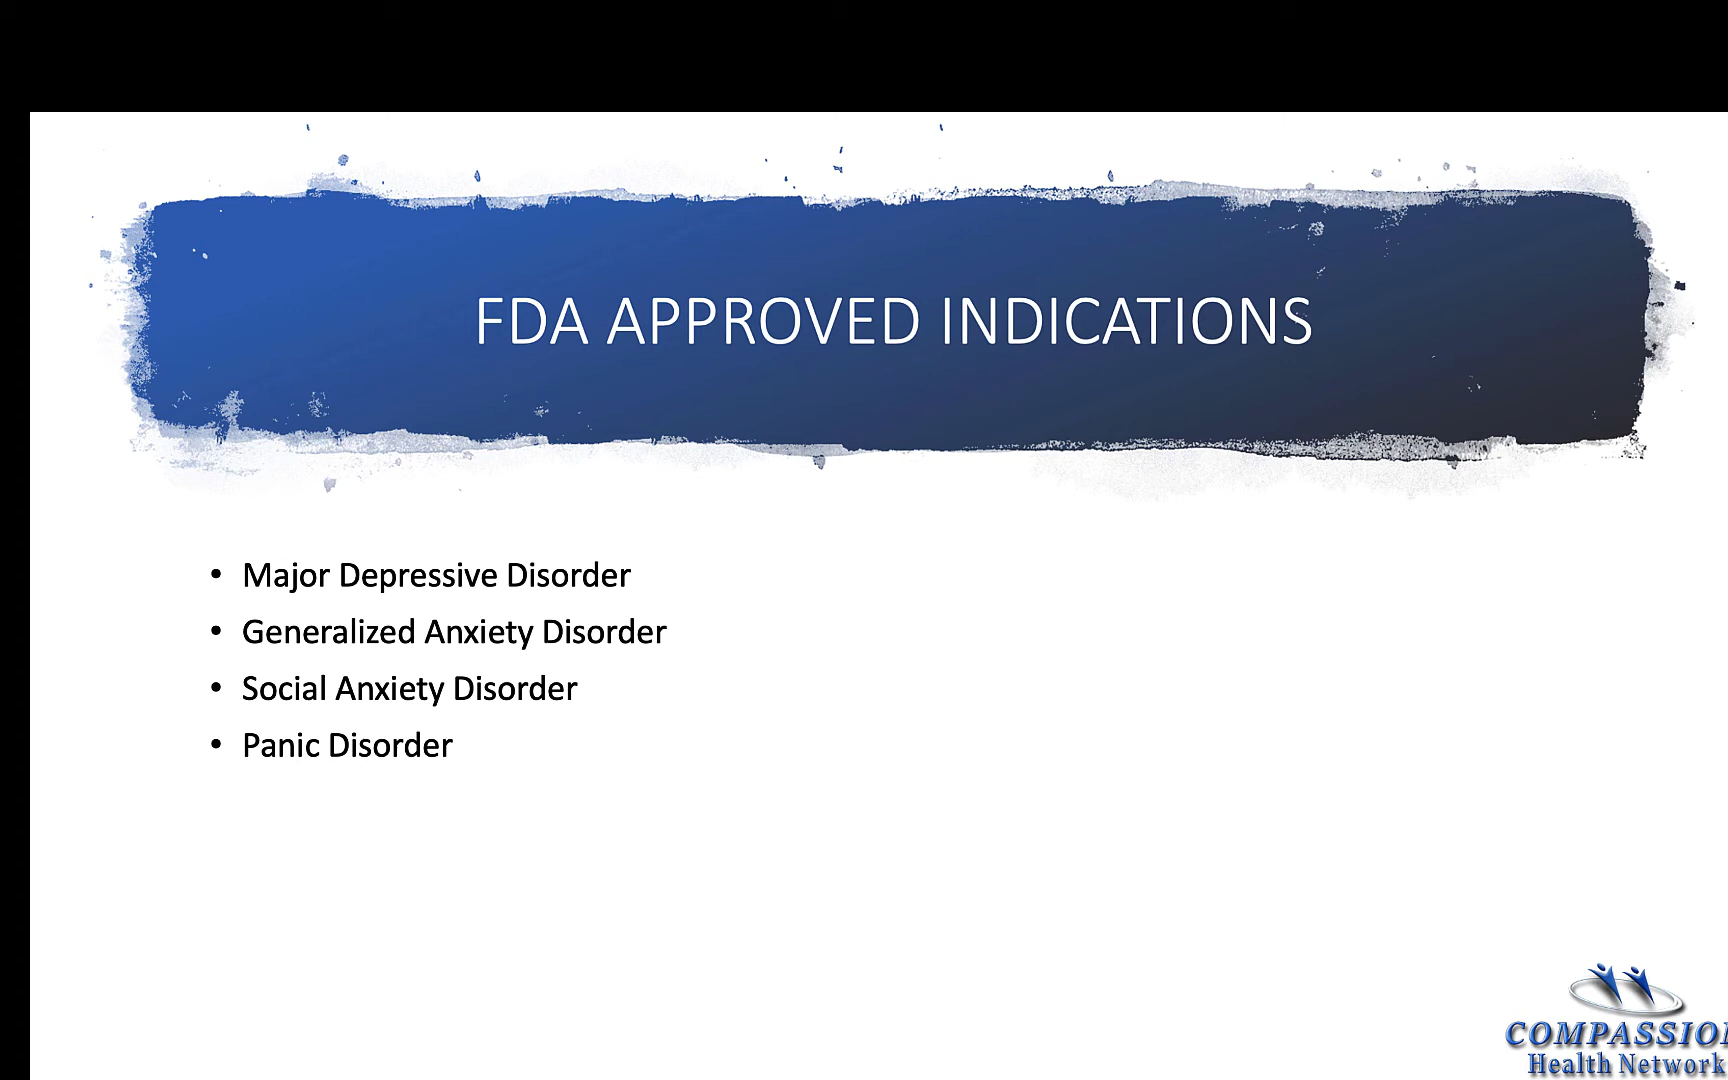 FDA APPROVED INDICATIONS
• Major Depressive Disorder
• Generalized Anxiety Disorder
• Social Anxiety Disorder
• Panic Disorder
COMPASSION
Health Network